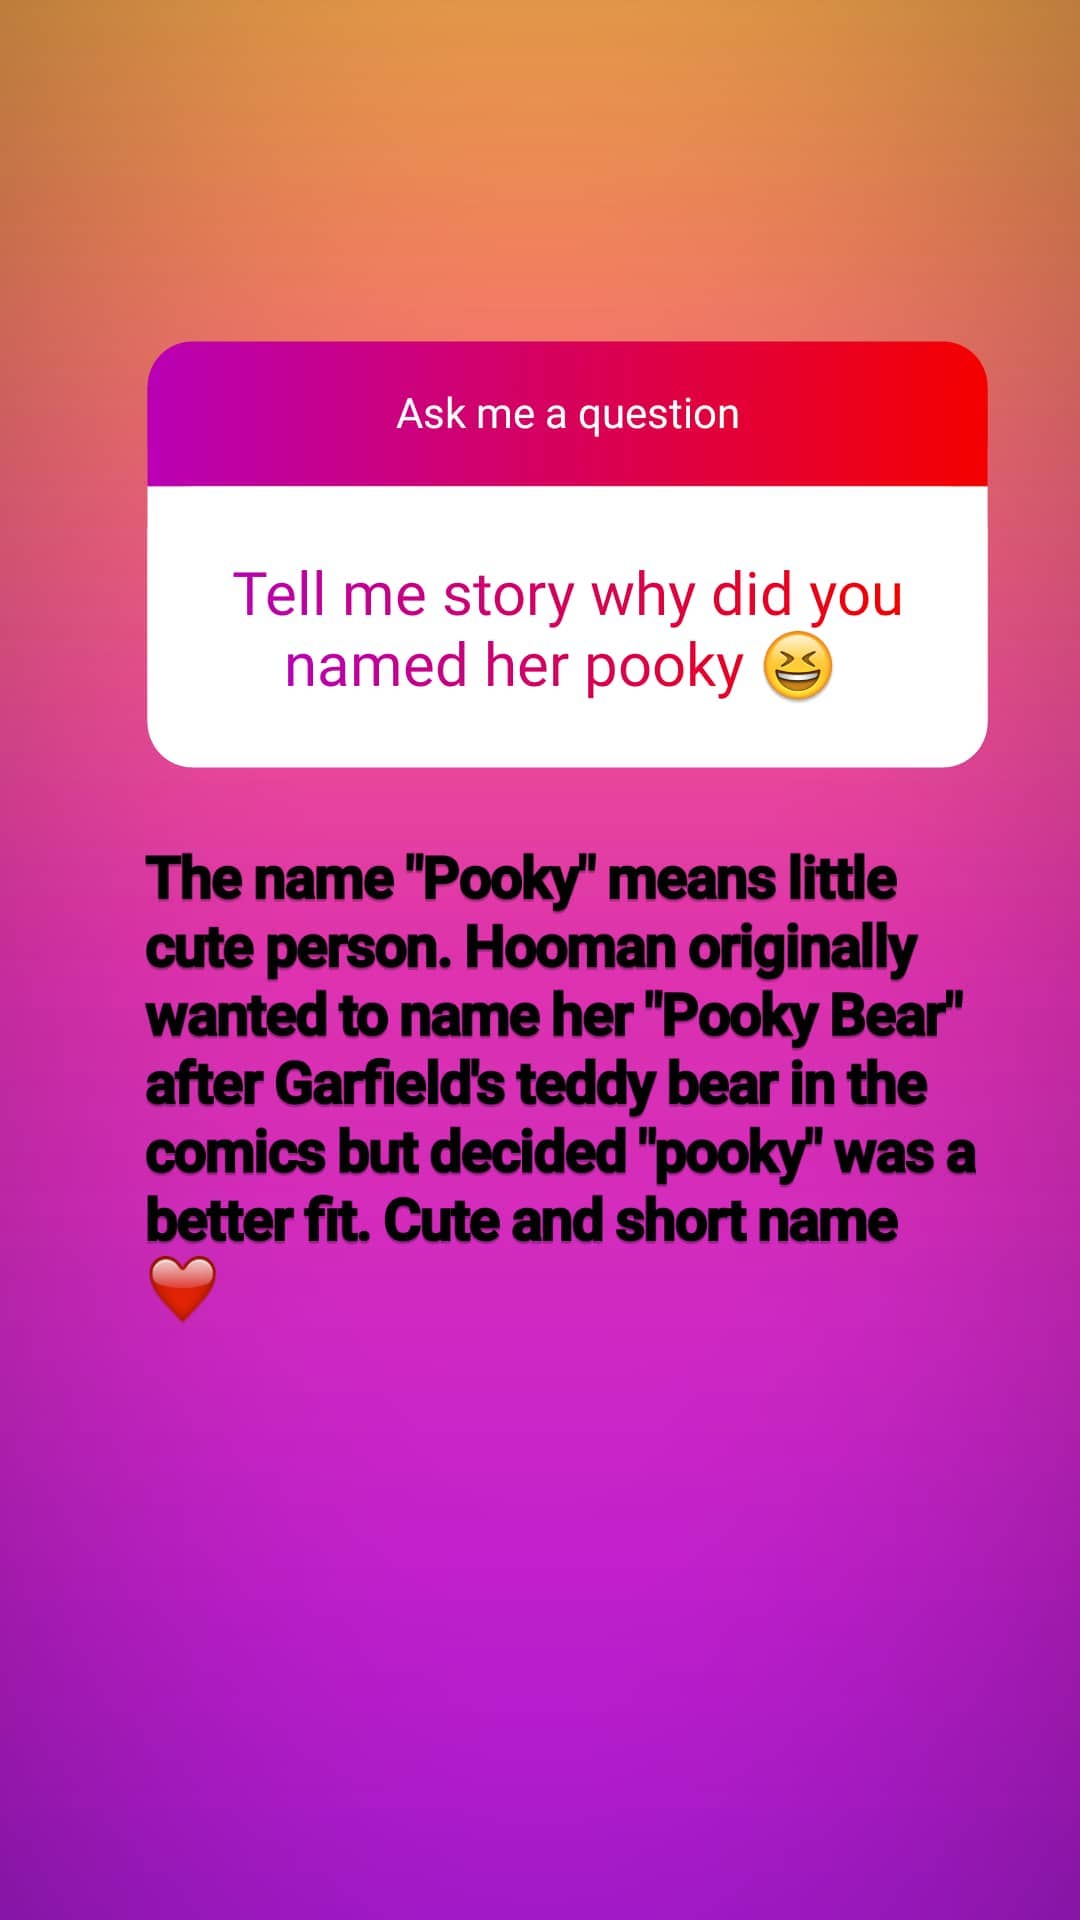 Ask me a question
Tell me story why did you
named her pooky 😆
The name "Pooky" means little
cute person. Hooman originally
wanted to name her "Pooky Bear"
after Garfield's teddy bear in the
comics but decided "pooky" was a
better fit. Cute and short name
❤️